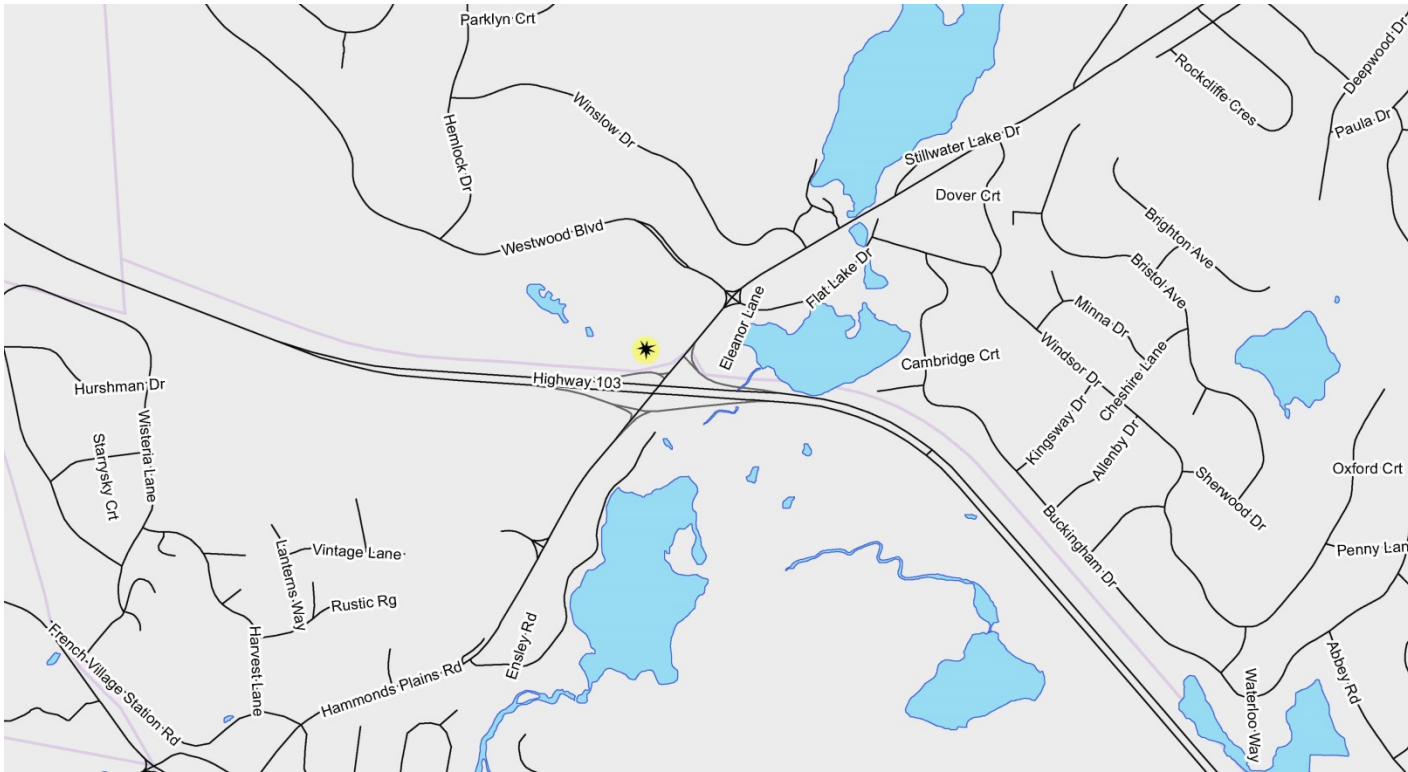 Parklyn Crt
Deepwood Dr
Rockcliffe Cres
Winslow Dr
Paula Dr
Hemlock Dr
Stillwater Lake Dr
Dover Crt
Westwood Blvd
Brighton Ave
Flat Lake Dr
Bristol Ave
Eleanor Lane
Minna Dr
Windsor Dr
Cambridge Crt
Cheshire Lane
Highway 103
Hurshman Dr
Wisteria Lane
Kingsway Dr
Allenby Dr
Starrysky Crt
Oxford Crt
Sherwood Dr
Buckingham Dr
Vintage Lane
Lanterns Way
Penny Lan
Rustic Rg
Ensley Rd
Harvest Lane
French Village Station Rd
Hammonds Plains Rd
Abbey Rd
Waterloo Way